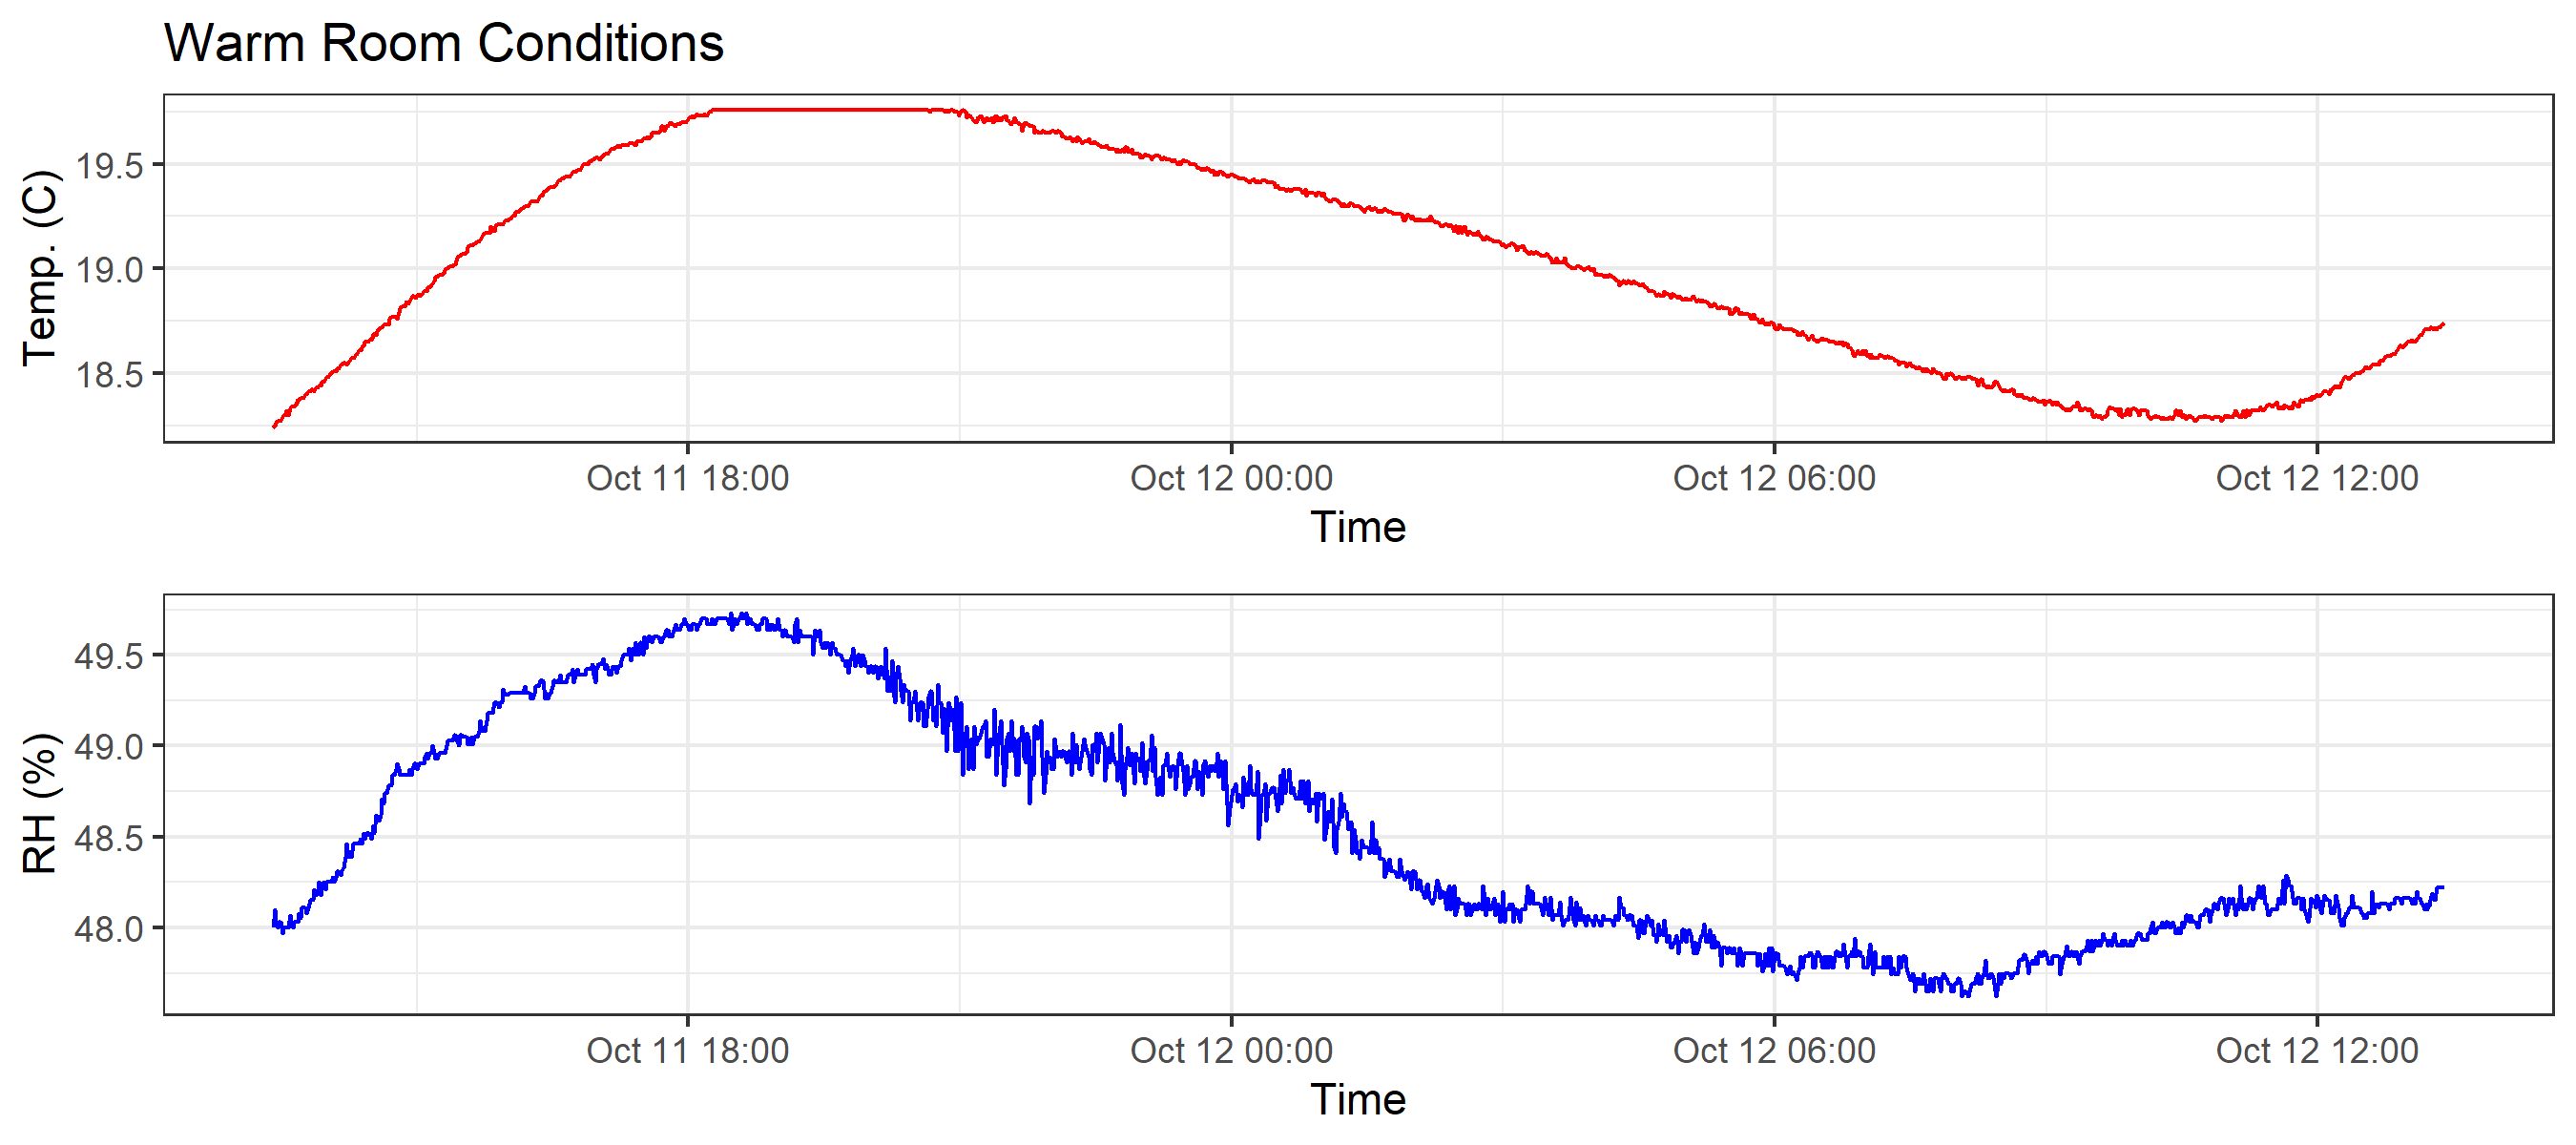 Warm Room Conditions
Temp. (C)
19.5
19.0
18.5
Oct 11 18:00 Oct 12 00:00 Oct 12 06:00 Oct 12 12:00
Time
RH (%)
49.5
49.0
48.5
48.0
Oct 11 18:00 Oct 12 00:00 Oct 12 06:00 Oct 12 12:00
Time